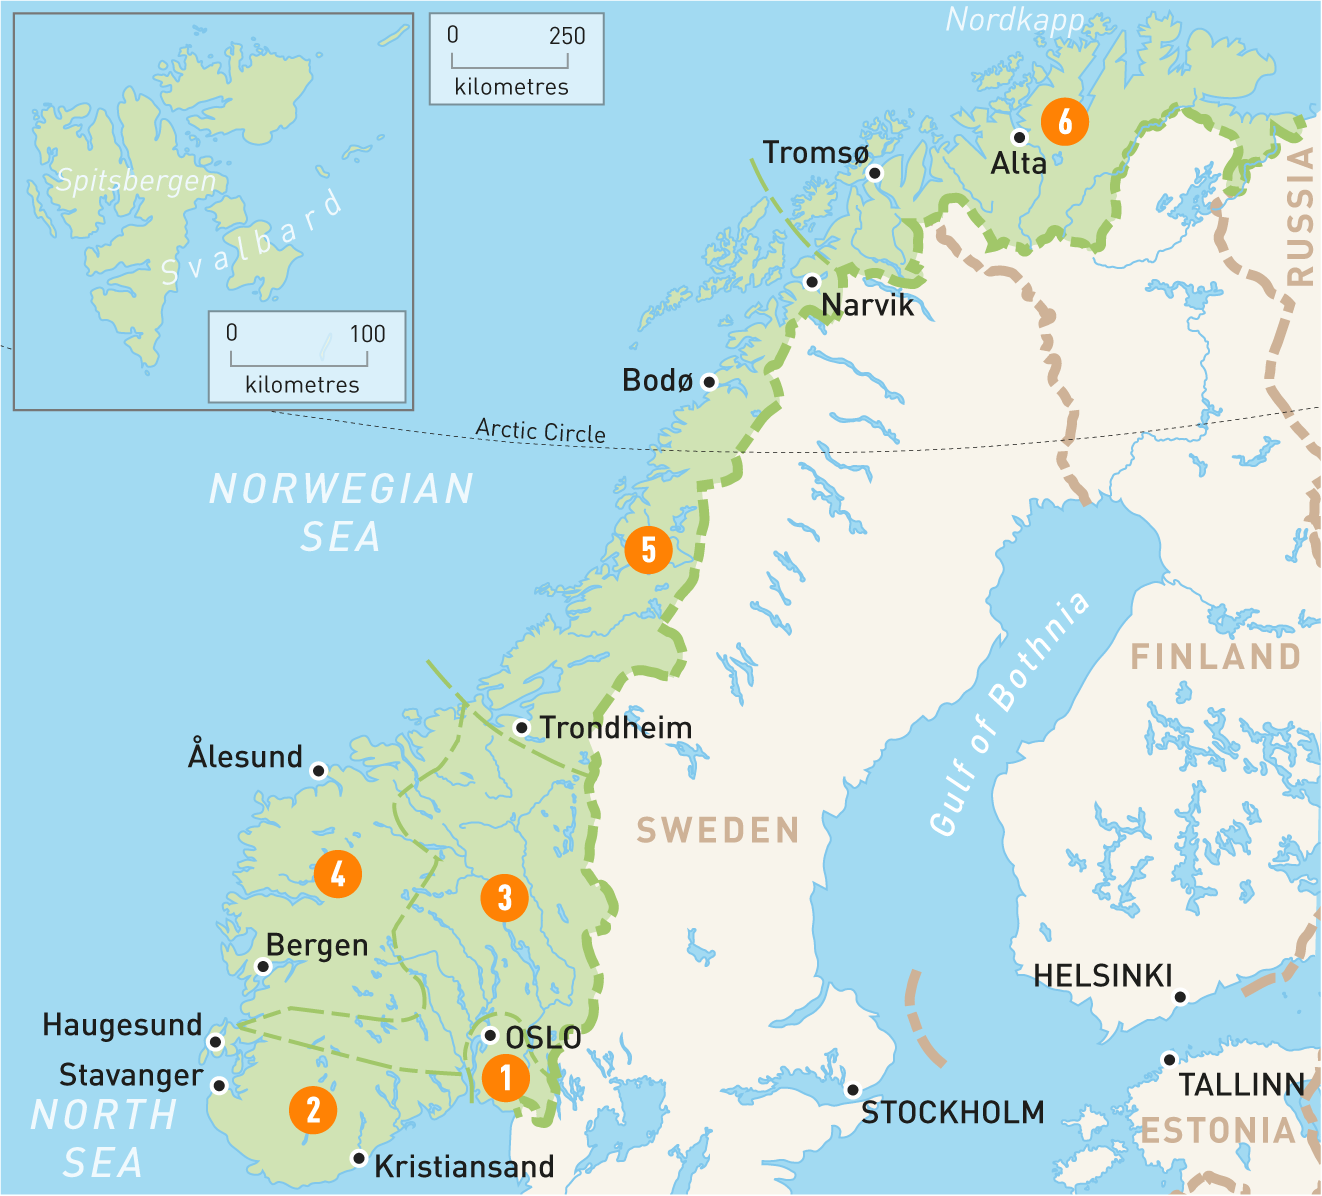 Nordkapp
0 250
kilometres
Tromsø
6
Alta
Spitsbergen
Svalbard
RUSSIA
0 100
kilometres
Narvik
Bodø
Arctic Circle
NORWEGIAN
SEA
5
Gulf of Bothnia
FINLAND
Trondheim
Ålesund
SWEDEN
4
3
Bergen
HELSINKI
Haugesund
OSLO
Stavanger
1
TALLINN
NORTH
SEA
2
STOCKHOLM
ESTONIA
Kristiansand